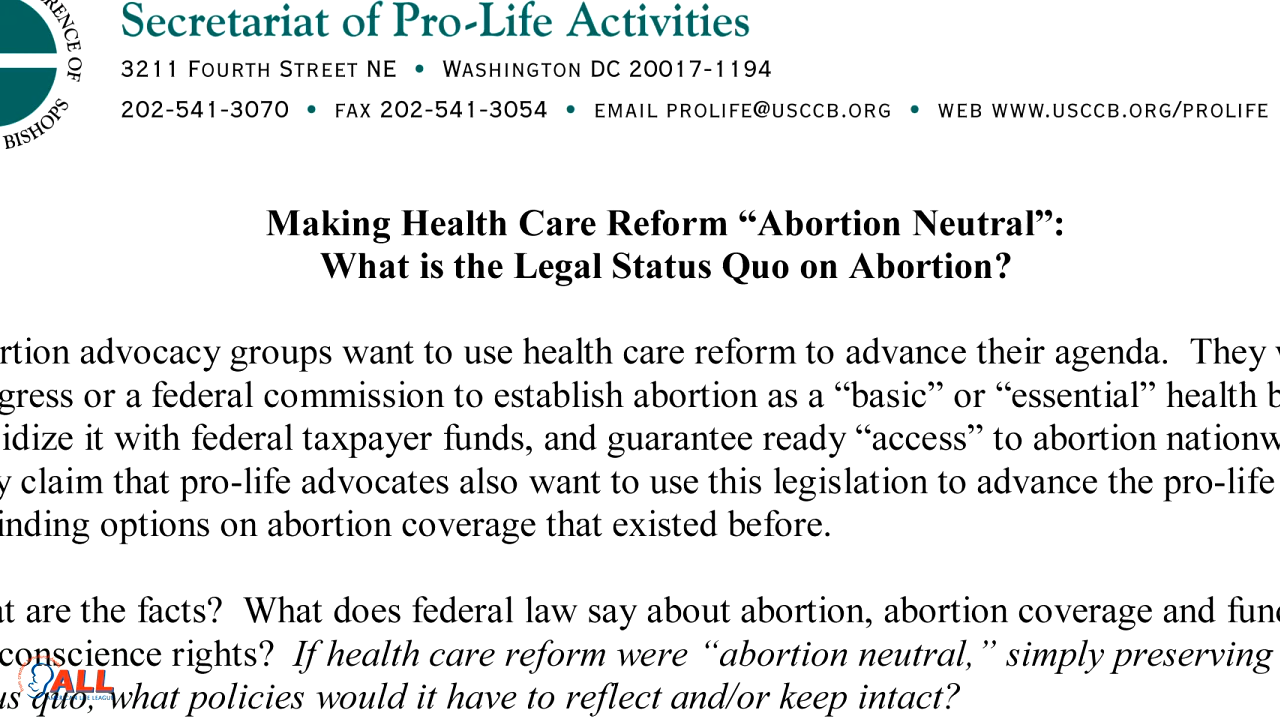 Secretariat of Pro-Life Activities
3211 FOURTH STREET NE • WASHINGTON DC 20017-1194
202-541-3070 • FAX 202-541-3054 • EMAIL PROLIFE@USCCB.ORG • WEB WWW.USCCB.ORG/PROLIFE
RENCE OF
BISHOPS
Making Health Care Reform “Abortion Neutral”:
What is the Legal Status Quo on Abortion?
rtion advocacy groups want to use health care reform to advance their agenda. They
gress or a federal commission to establish abortion as a “basic” or “essential” health b
idize it with federal taxpayer funds, and guarantee ready “access” to abortion nationw
y claim that pro-life advocates also want to use this legislation to advance the pro-life
inding options on abortion coverage that existed before.
at are the facts? What does federal law say about abortion, abortion coverage and fun
conscience rights? If health care reform were “abortion neutral,” simply preserving
us quo, what policies would it have to reflect and/or keep intact?
ALL